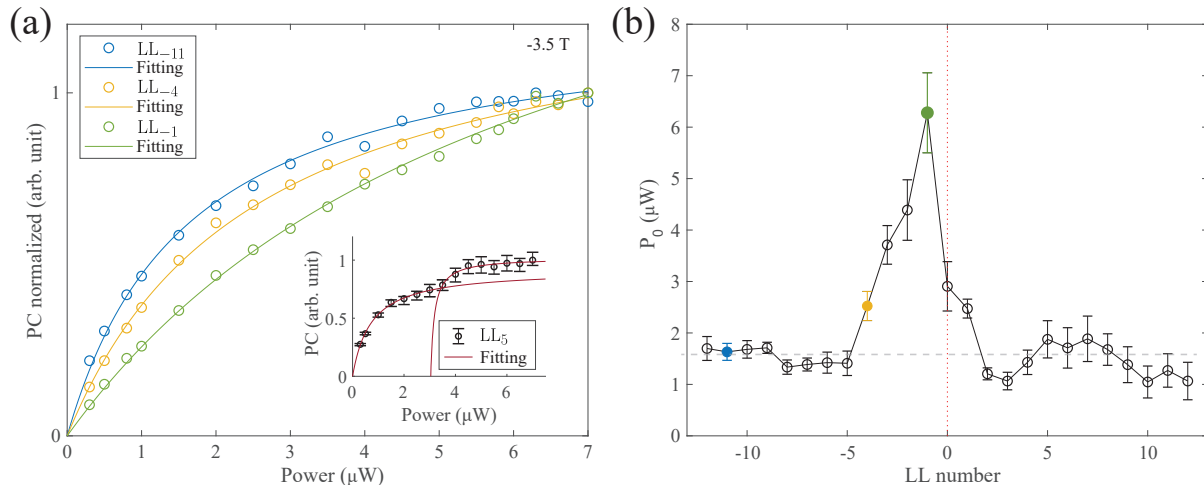 (a)
LL₋₁₁
Fitting
LL₋₄
Fitting
LL₋₁
Fitting
-3.5 T
PC normalized (arb. unit)
1
0
0 1 2 3 4 5 6 7
Power (μW)
PC (arb. unit)
1
0.5
0
LL₅
Fitting
0 2 4 6
Power (μW)
(b)
P₀ (μW)
8
7
6
5
4
3
2
1
0
-10 -5 0 5 10
LL number